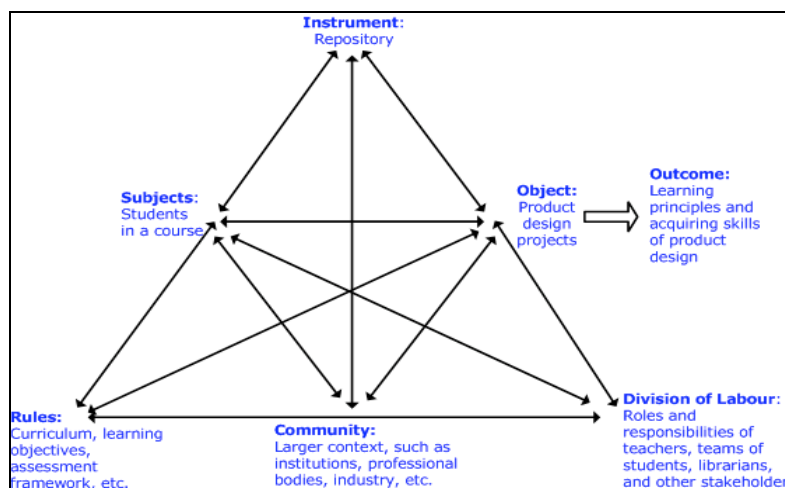 Instrument:
Repository
Subjects:
Students
in a course
Object:
Product
design
projects
Outcome:
Learning
principles and
acquiring skills
of product
design
Rules:
Curriculum, learning
objectives,
assessment
framework, etc.
Community:
Larger context, such as
institutions, professional
bodies, industry, etc.
Division of Labour:
Roles and
responsibilities of
teachers, teams of
students, librarians,
and other stakeholder